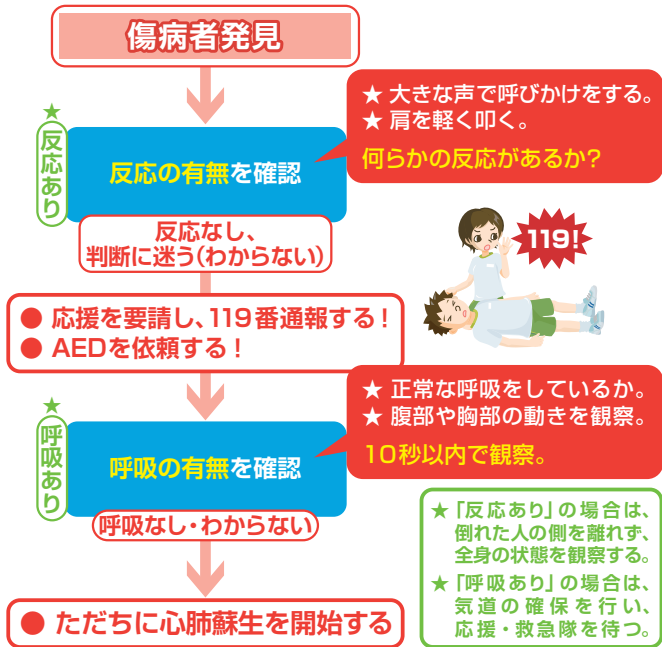 傷病者発見
★ 大きな声で呼びかけをする。
★ 肩を軽く叩く。
何らかの反応があるか?
★
反応あり
反応の有無を確認
反応なし、
判断に迷う(わからない)
119!
● 応援を要請し、119番通報する!
● AEDを依頼する!
★ 正常な呼吸をしているか。
★ 腹部や胸部の動きを観察。
10秒以内で観察。
★
呼吸あり
呼吸の有無を確認
呼吸なし・わからない
★「反応あり」の場合は、
倒れた人の側を離れず、
全身の状態を観察する。
★「呼吸あり」の場合は、
気道の確保を行い、
応援・救急隊を待つ。
● ただちに心肺蘇生を開始する